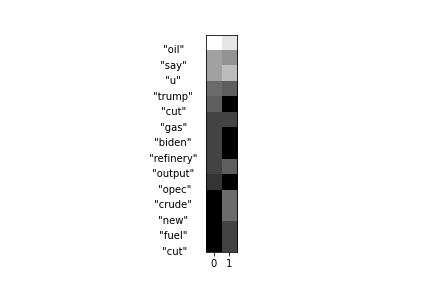 "oil"
"say"
"u"
"trump"
"cut"
"gas"
"biden"
"refinery"
"output"
"opec"
"crude"
"new"
"fuel"
"cut"
0 1